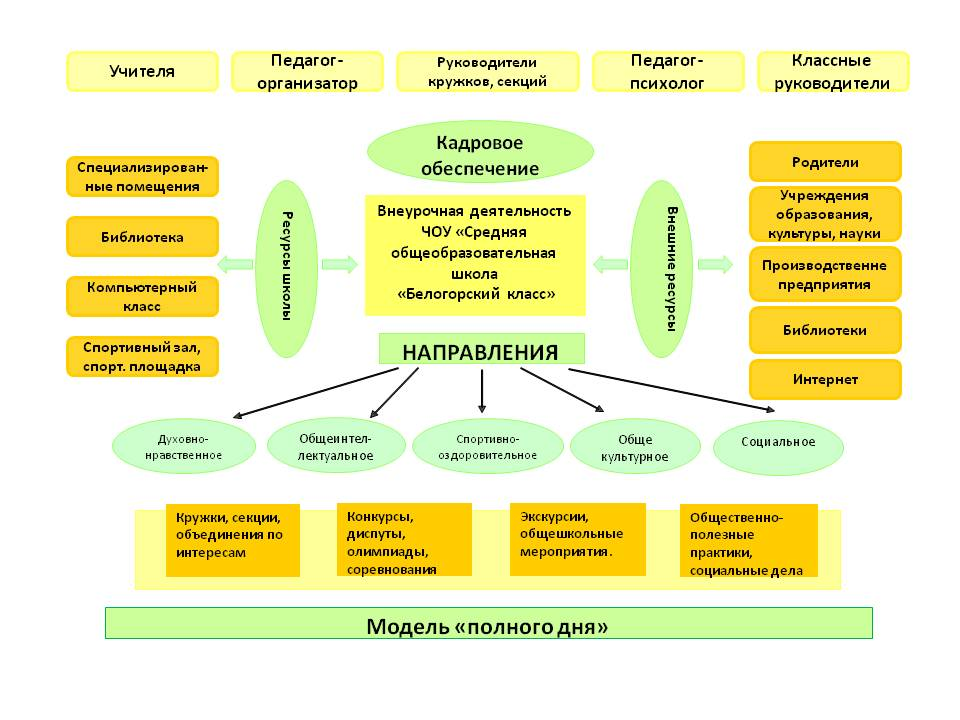 Учителя
Педагог-
организатор
Руководители
кружков, секций
Педагог-
психолог
Классные
руководители
Кадровое
обеспечение
Специализирован-
ные помещения
Библиотека
Компьютерный
класс
Спортивный зал,
спорт. площадка
Ресурсы школы
Внеурочная деятельность
ЧОУ «Средняя
общеобразовательная
школа
«Белогорский класс»
Внешние ресурсы
Родители
Учреждения
образования,
культуры, науки
Производственне
предприятия
Библиотеки
Интернет
НАПРАВЛЕНИЯ
Духовно-
нравственное
Общеинтел-
лектуальное
Спортивно-
оздоровительное
Обще
культурное
Социальное
Кружки, секции,
объединения по
интересам
Конкурсы,
диспуты,
олимпиады,
соревнования
Экскурсии,
общешкольные
мероприятия.
Общественно-
полезные
практики,
социальные дела
Модель «полного дня»